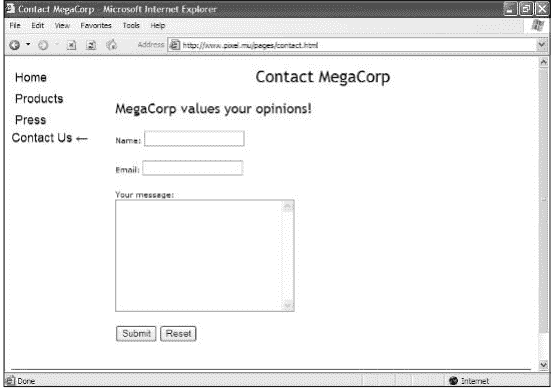 Contact MegaCorp - Microsoft Internet Explorer
File Edit View Favorites Tools Help
Address http://www.pixel.mu/pages/contact.html
Contact MegaCorp
Home
Products
Press
Contact Us ←
MegaCorp values your opinions!
Name:
Email:
Your message:
Submit Reset
Done Internet